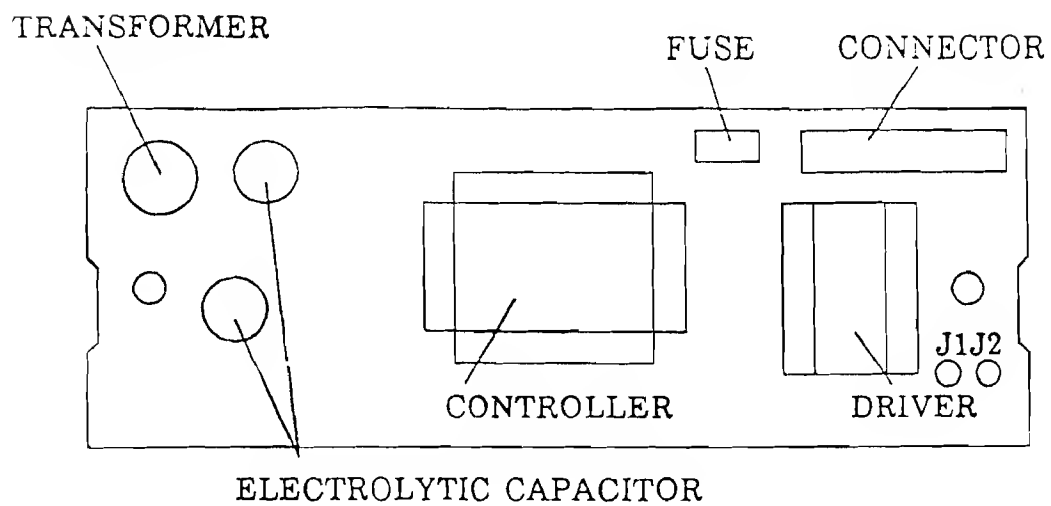 TRANSFORMER
FUSE
CONNECTOR
J1J2
CONTROLLER
DRIVER
ELECTROLYTIC CAPACITOR